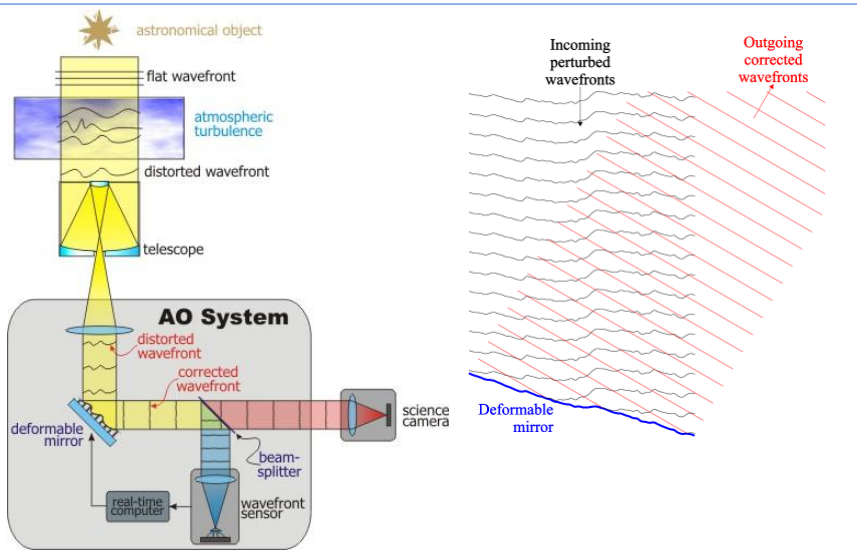 astronomical object
flat wavefront
atmospheric
turbulence
distorted wavefront
telescope
AO System
distorted
wavefront
corrected
wavefront
deformable
mirror
science
camera
beam-
splitter
real-time
computer
wavefront
sensor
Incoming
perturbed
wavefronts
Outgoing
corrected
wavefronts
Deformable
mirror